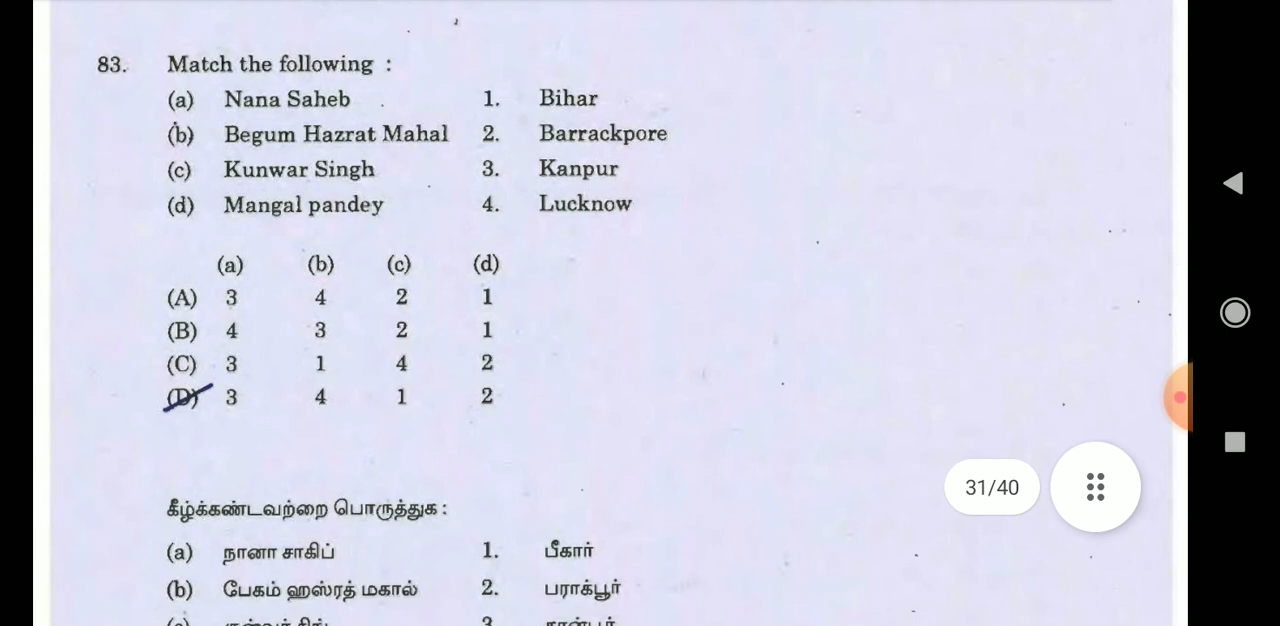 83. Match the following :
(a) Nana Saheb 1. Bihar
(b) Begum Hazrat Mahal 2. Barrackpore
(c) Kunwar Singh 3. Kanpur
(d) Mangal pandey 4. Lucknow
(a) (b) (c) (d)
(A) 3 4 2 1
(B) 4 3 2 1
(C) 3 1 4 2
(D) 3 4 1 2
31/40
கீழ்க்கண்டவற்றை பொருத்துக :
(a) நானா சாகிப் 1. பீகார்
(b) பேகம் ஹஸ்ரத் மகால் 2. பராக்பூர்